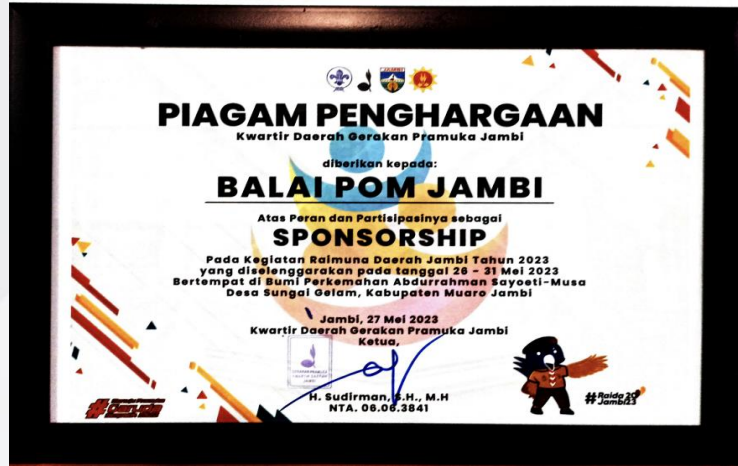 PIAGAM PENGHARGAAN
Kwartir Daerah Gerakan Pramuka Jambi
diberikan kepada:
BALAI POM JAMBI
Atas Peran dan Partisipasinya sebagai
SPONSORSHIP
Pada Kegiatan Raimuna Daerah Jambi Tahun 2023
yang diselenggarakan pada tanggal 26 - 31 Mei 2023
Bertempat di Bumi Perkemahan Abdurrahman Sayoeti-Musa
Desa Sungai Gelam, Kabupaten Muaro Jambi
Jambi, 27 Mei 2023
Kwartir Daerah Gerakan Pramuka Jambi
Ketua,
H. Sudirman, S.H., M.H
NTA. 06.06.3841
#Raida
Jambi23